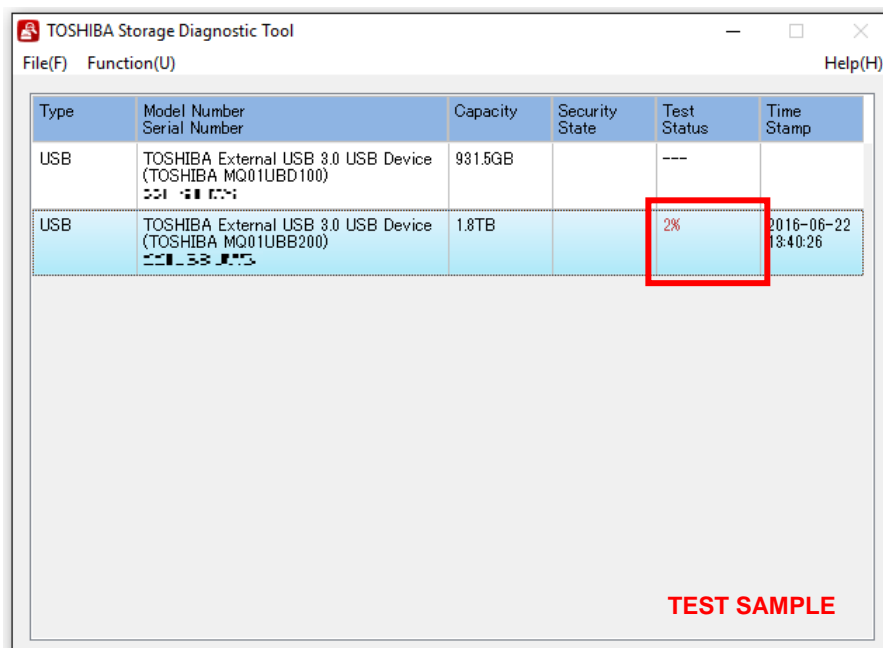 TOSHIBA Storage Diagnostic Tool
File(F) Function(U) Help(H)
Type Model Number Capacity Security Test Time
Serial Number State Status Stamp
USB TOSHIBA External USB 3.0 USB Device 931.5GB ---
(TOSHIBA MQ01UBD100)
USB TOSHIBA External USB 3.0 USB Device 1.8TB 2% 2016-06-22
(TOSHIBA MQ01UBB200) 13:40:26
TEST SAMPLE